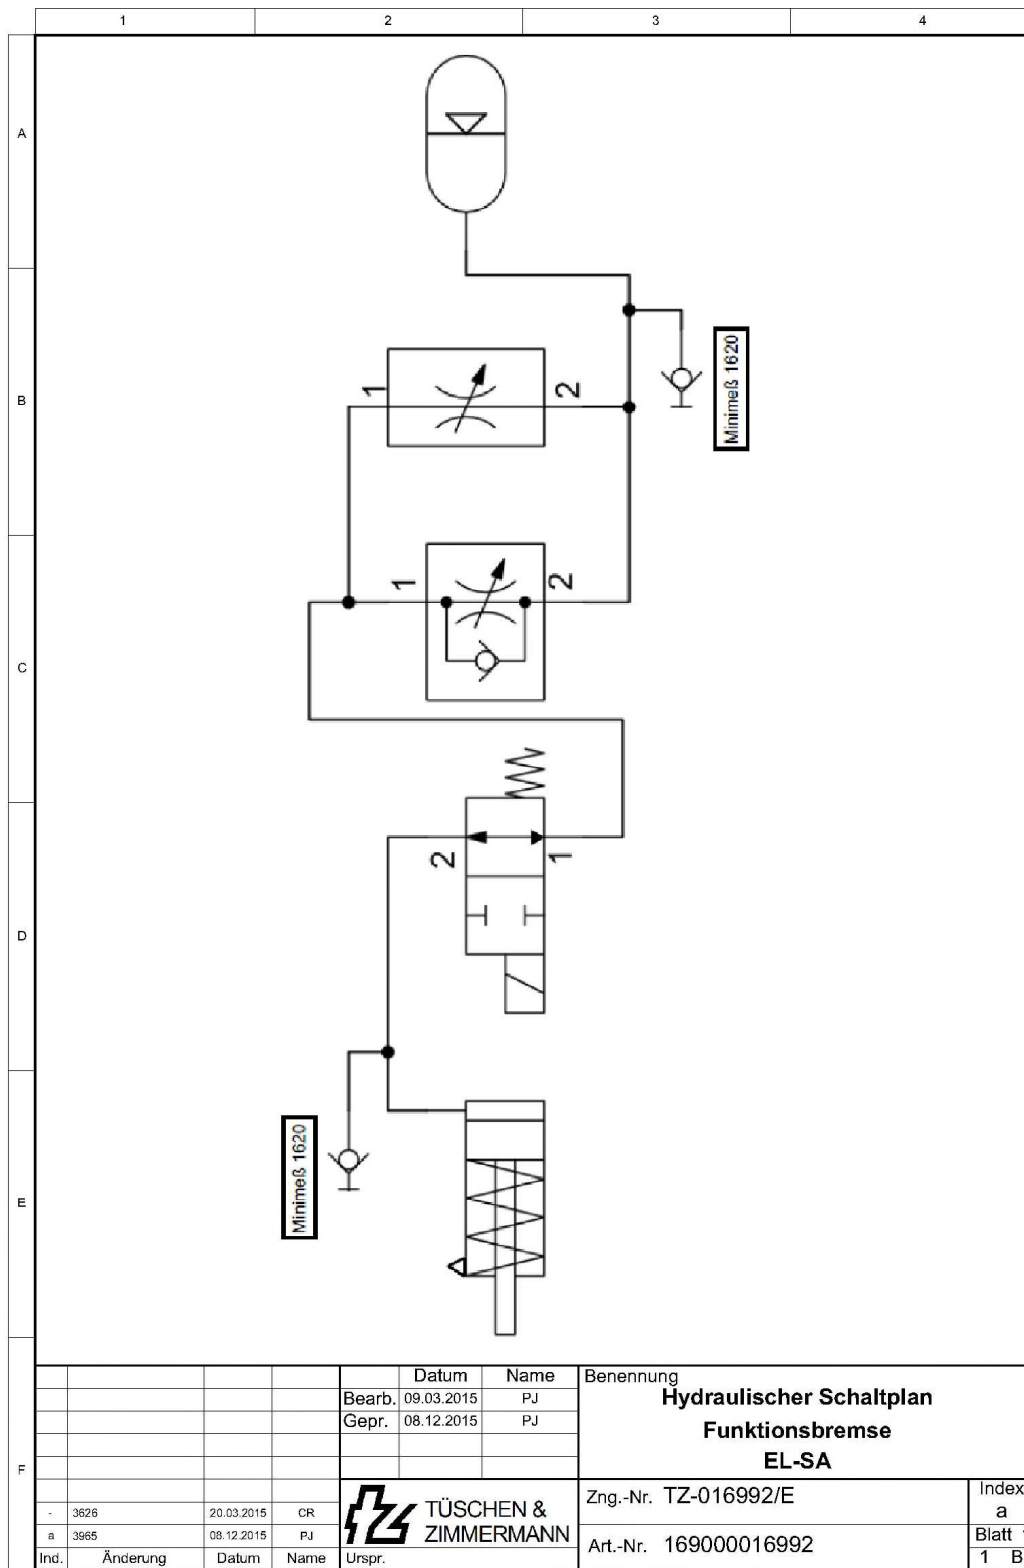 1 2 3 4
A
B
C
D
E
F
1 2
Minimeß 1620
1 2
2 1
Minimeß 1620
Datum Name
Bearb. 09.03.2015 PJ
Gepr. 08.12.2015 PJ
Benennung
Hydraulischer Schaltplan
Funktionsbremse
EL-SA
- 3626 20.03.2015 CR
a 3965 08.12.2015 PJ
Ind. Änderung Datum Name
tz TÜSCHEN &
ZIMMERMANN
Urspr.
Zng.-Nr. TZ-016992/E
Art.-Nr. 169000016992
Index
a
Blatt
1 B